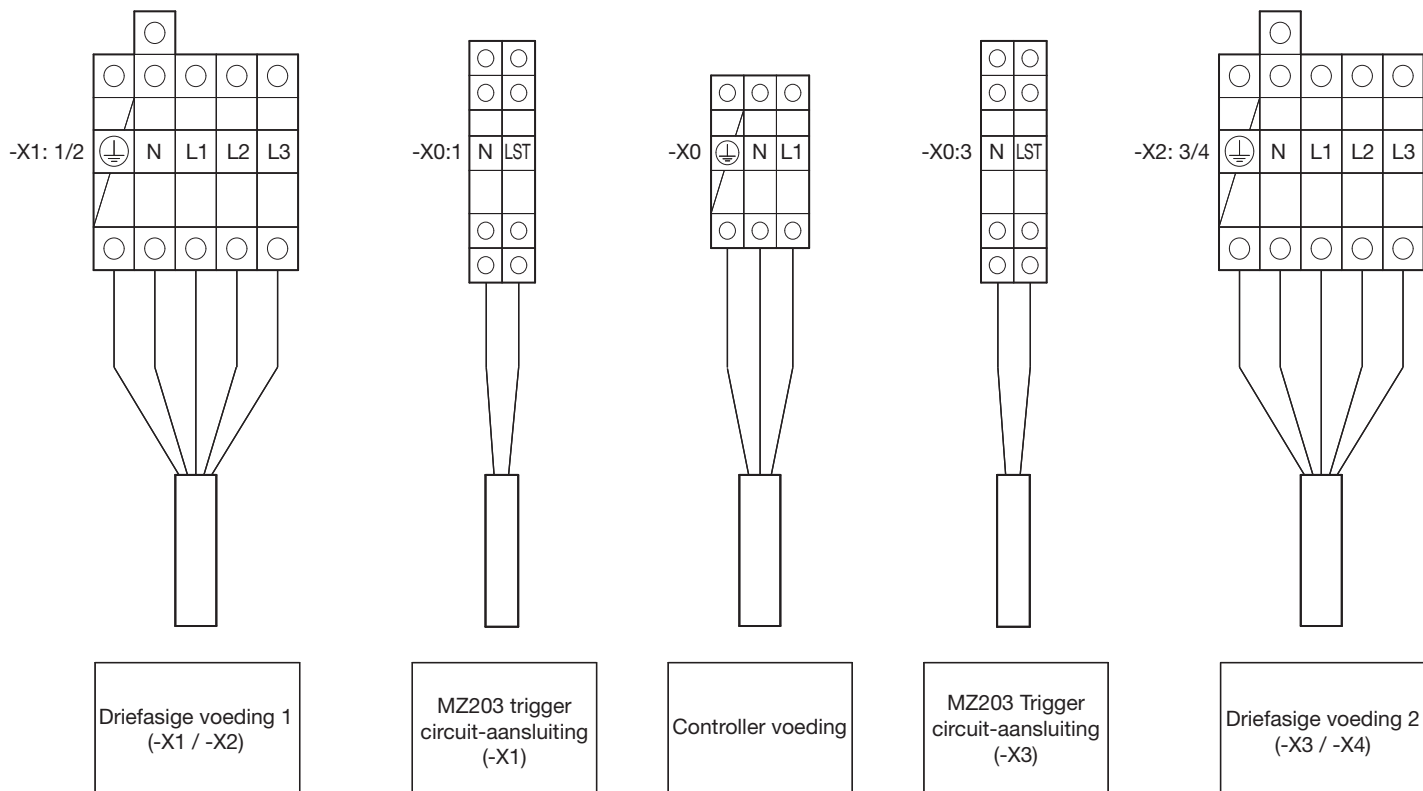 -X1: 1/2 N L1 L2 L3
-X0:1 N LST
-X0 N L1
-X0:3 N LST
-X2: 3/4 N L1 L2 L3
Driefasige voeding 1
(-X1 / -X2)
MZ203 trigger
circuit-aansluiting
(-X1)
Controller voeding
MZ203 Trigger
circuit-aansluiting
(-X3)
Driefasige voeding 2
(-X3 / -X4)